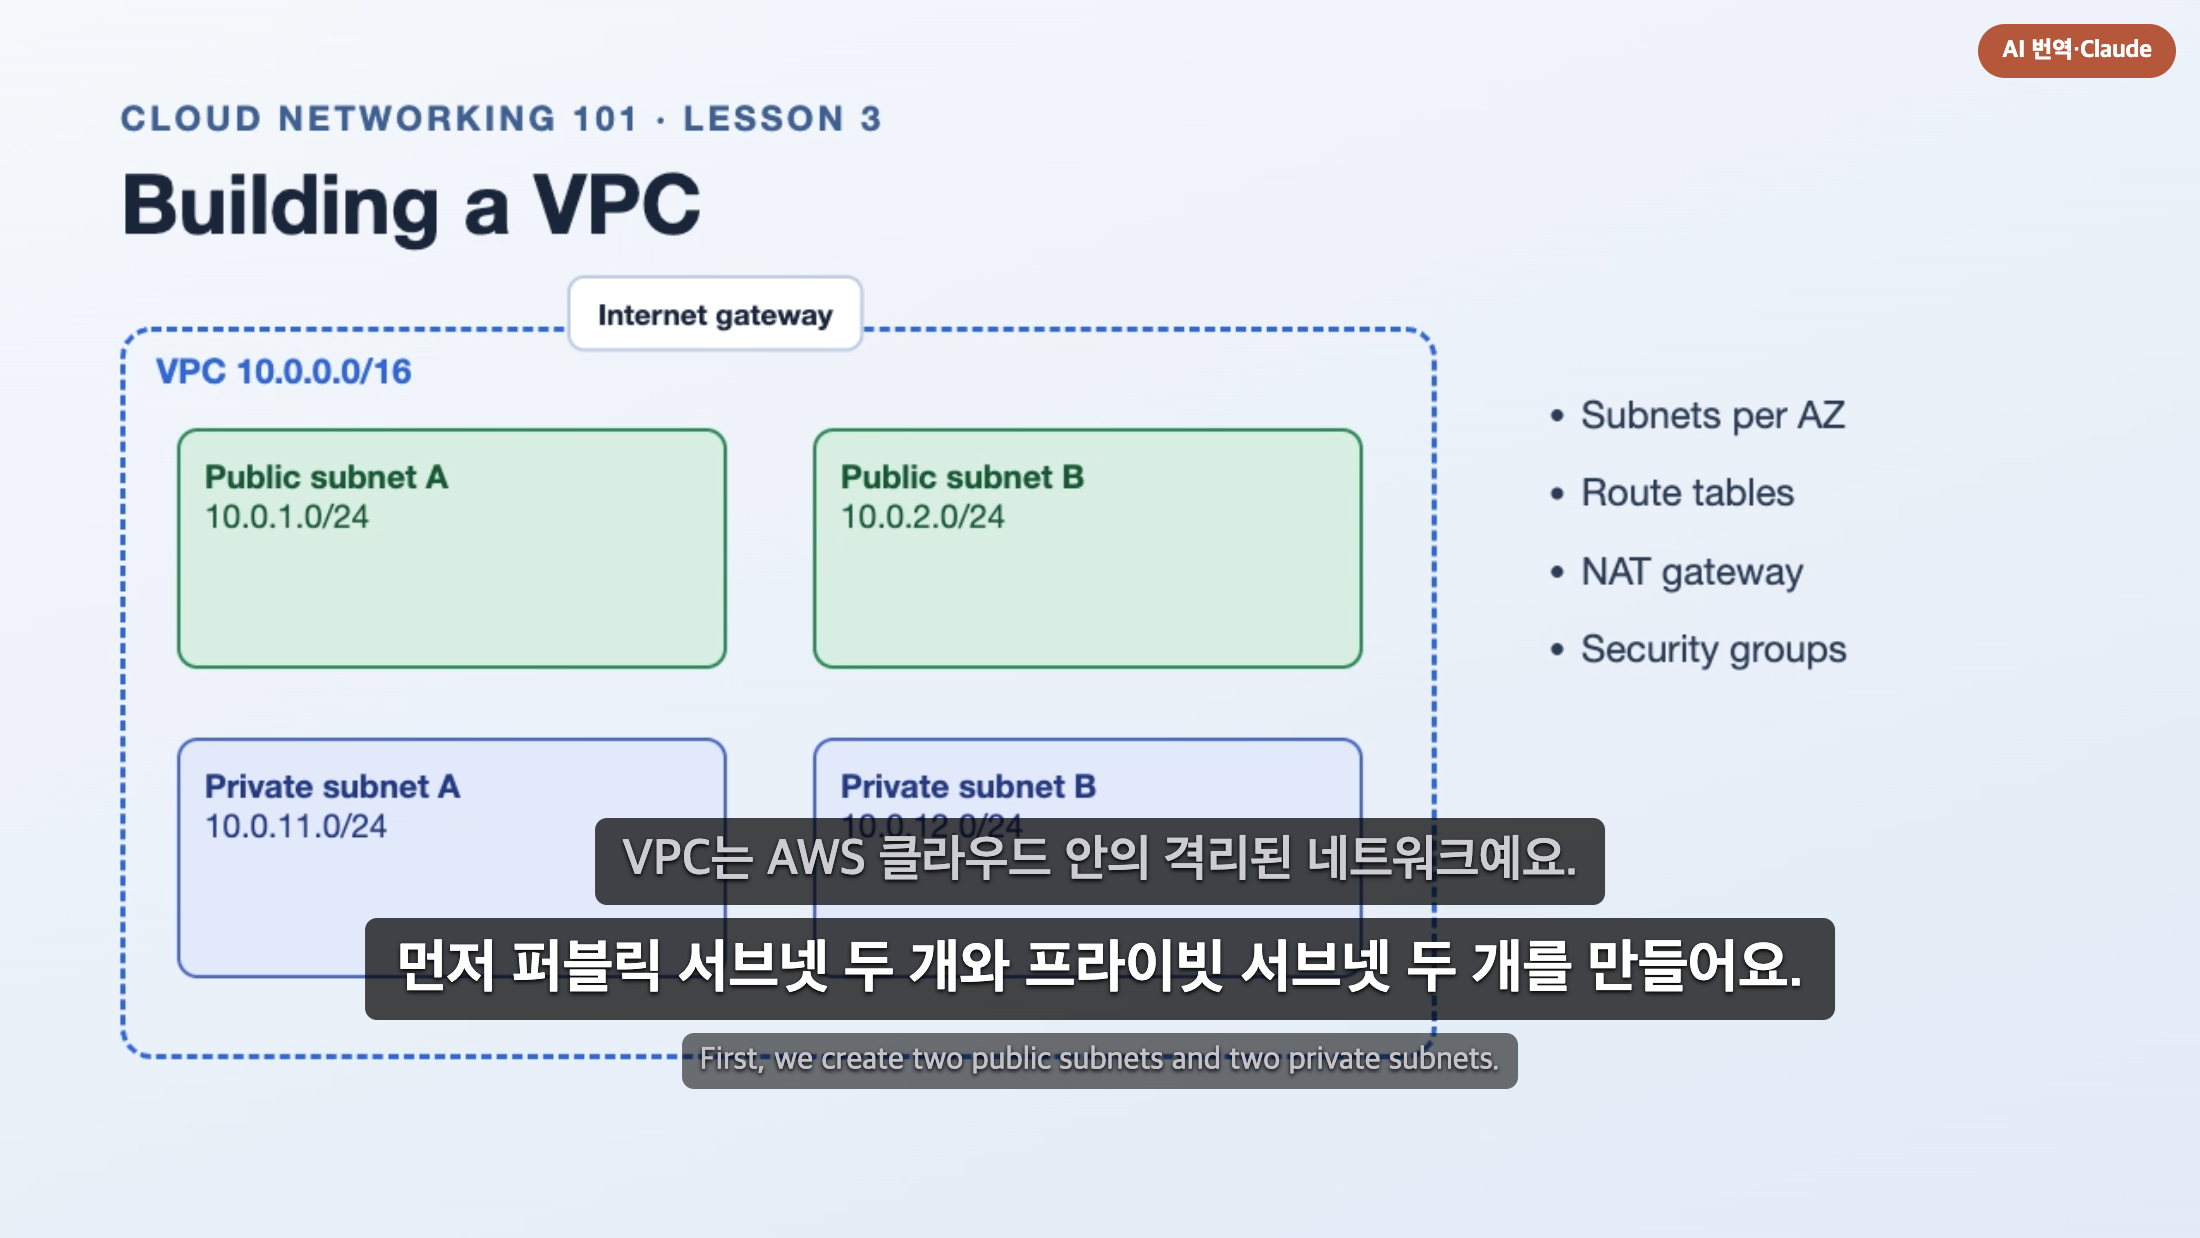 AI 번역·Claude
CLOUD NETWORKING 101 · LESSON 3
Building a VPC
Internet gateway
VPC 10.0.0.0/16
Public subnet A
10.0.1.0/24
Public subnet B
10.0.2.0/24
Private subnet A
10.0.11.0/24
Private subnet B
10.0.12.0/24
• Subnets per AZ
• Route tables
• NAT gateway
• Security groups
VPC는 AWS 클라우드 안의 격리된 네트워크예요.
먼저 퍼블릭 서브넷 두 개와 프라이빗 서브넷 두 개를 만들어요.
First, we create two public subnets and two private subnets.